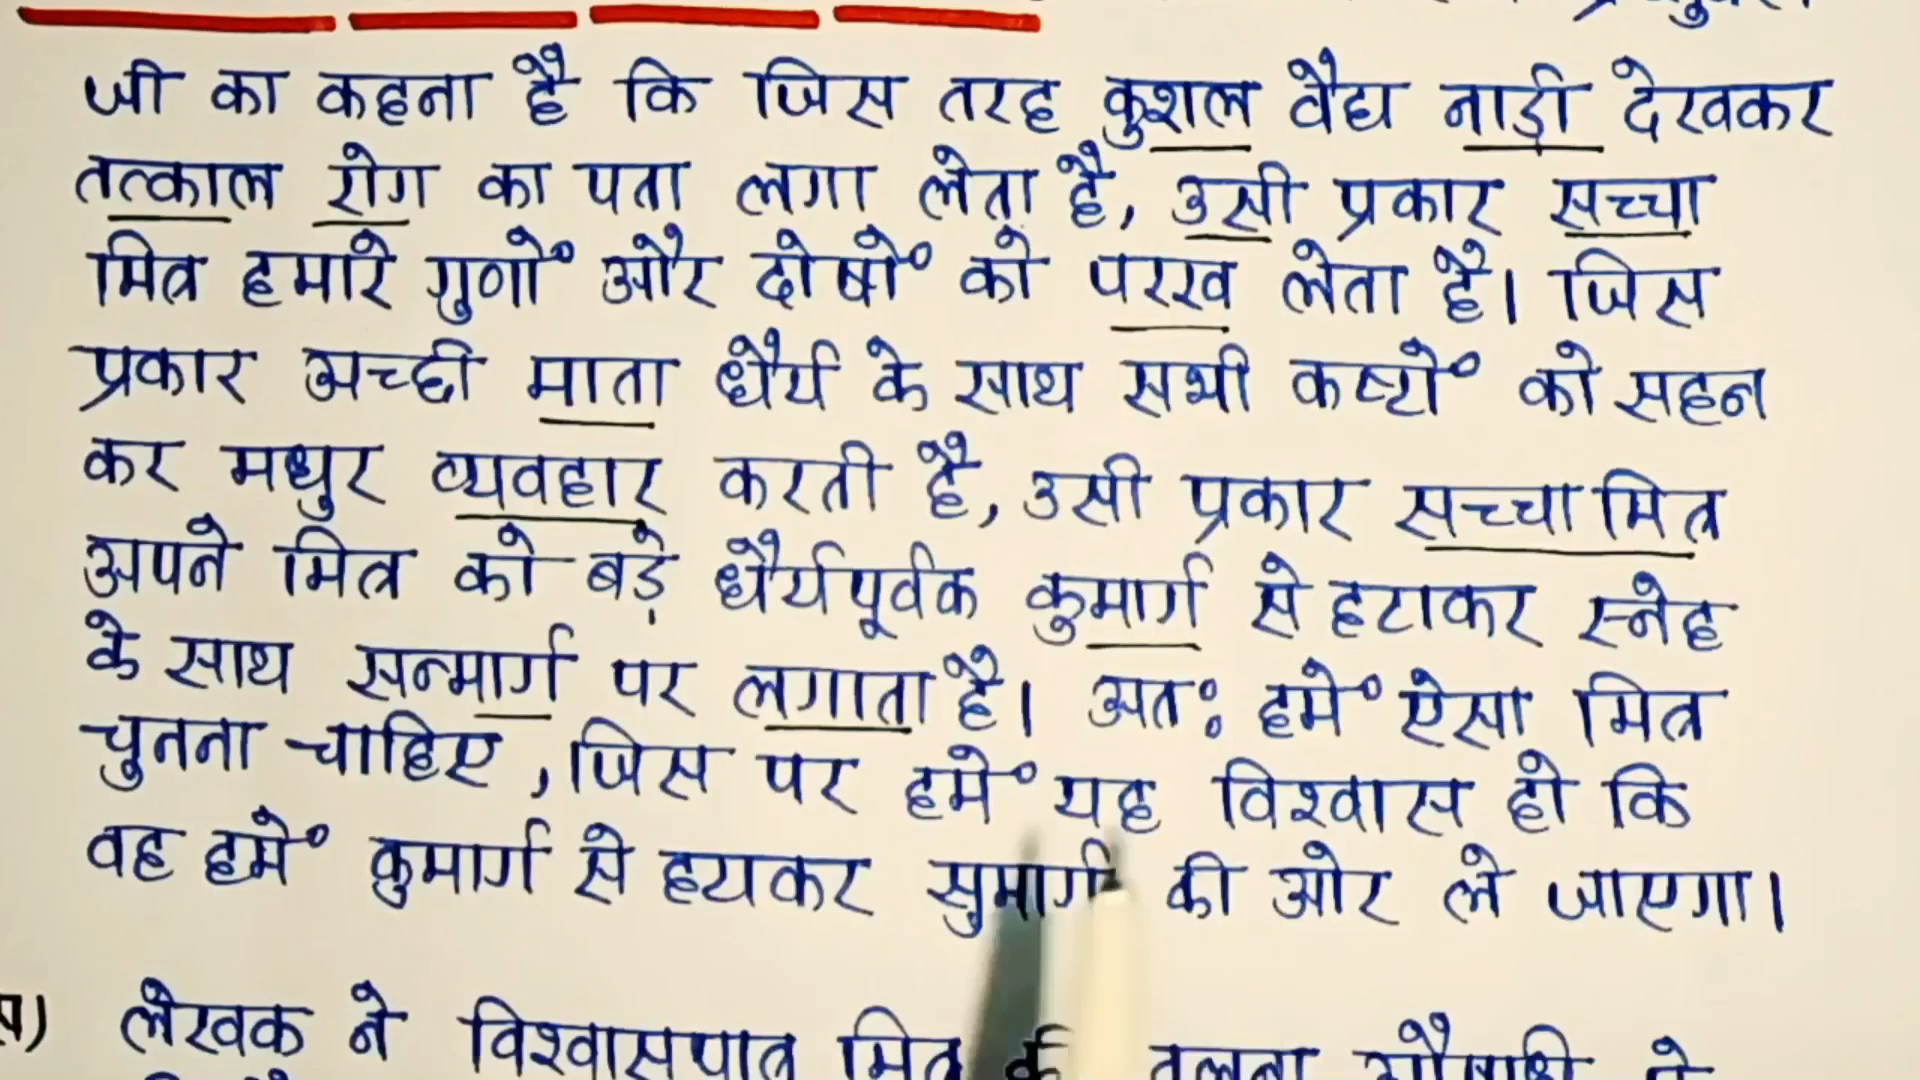 जी का कहना है कि जिस तरह कुशल वैद्य नाड़ी देखकर
तत्काल रोग का पता लगा लेता है, उसी प्रकार सच्चा
मित्र हमारे गुणों और दोषों को परख लेता है। जिस
प्रकार अच्छी माता धैर्य के साथ सभी कष्टों को सहन
कर मधुर व्यवहार करती है, उसी प्रकार सच्चा मित्र
अपने मित्र को बड़े धैर्यपूर्वक कुमार्ग से हटाकर स्नेह
के साथ सन्मार्ग पर लगाता है। अतः हमें ऐसा मित्र
चुनना चाहिए, जिस पर हमें यह विश्वास हो कि
वह हमें कुमार्ग से हटाकर सुमार्ग की ओर ले जाएगा।
लेखक ने विश्वासपात्र मित्र की तुलना औषधि से